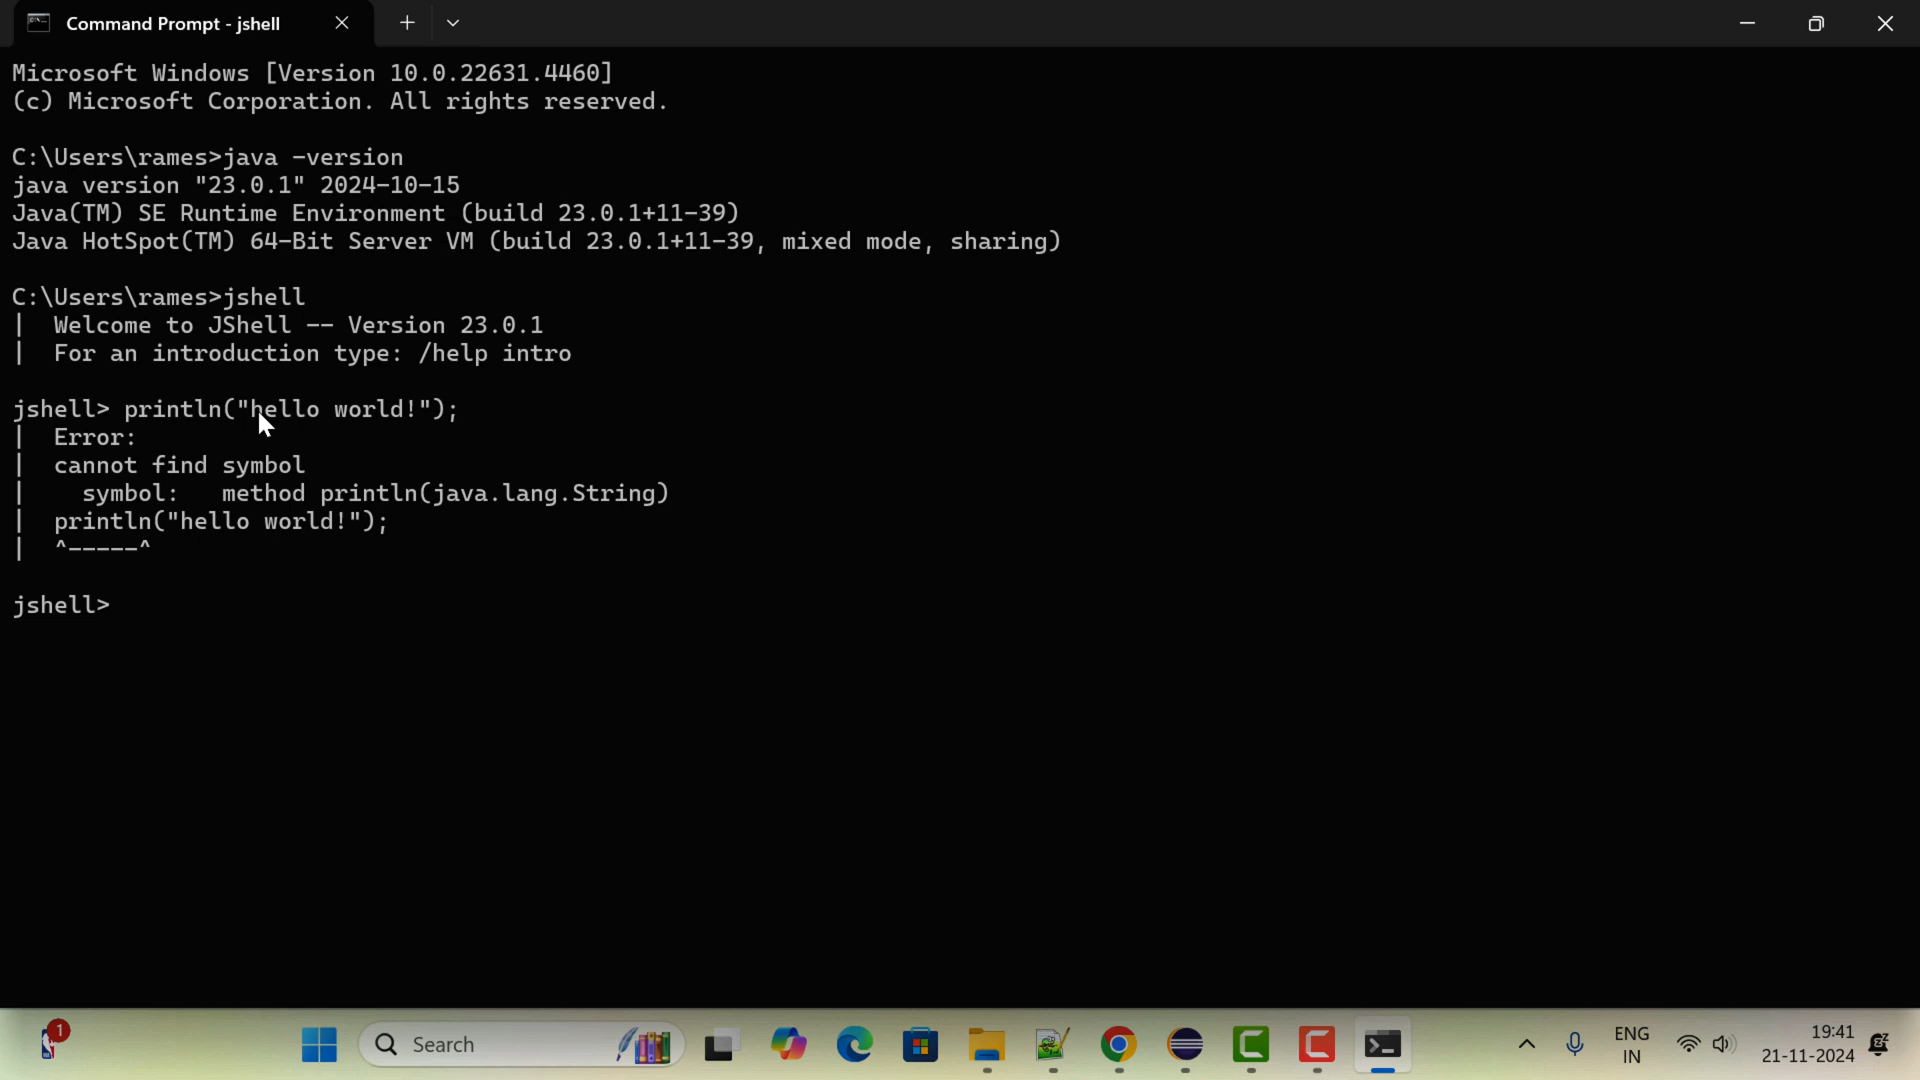 Command Prompt - jshell
Microsoft Windows [Version 10.0.22631.4460]
(c) Microsoft Corporation. All rights reserved.
C:\Users\rames>java -version
java version "23.0.1" 2024-10-15
Java(TM) SE Runtime Environment (build 23.0.1+11-39)
Java HotSpot(TM) 64-Bit Server VM (build 23.0.1+11-39, mixed mode, sharing)
C:\Users\rames>jshell
|  Welcome to JShell -- Version 23.0.1
|  For an introduction type: /help intro
jshell> println("hello world!");
|  Error:
|  cannot find symbol
|    symbol:   method println(java.lang.String)
|  println("hello world!");
|  ^-----^
jshell>
1
Search
ENG
IN
19:41
21-11-2024